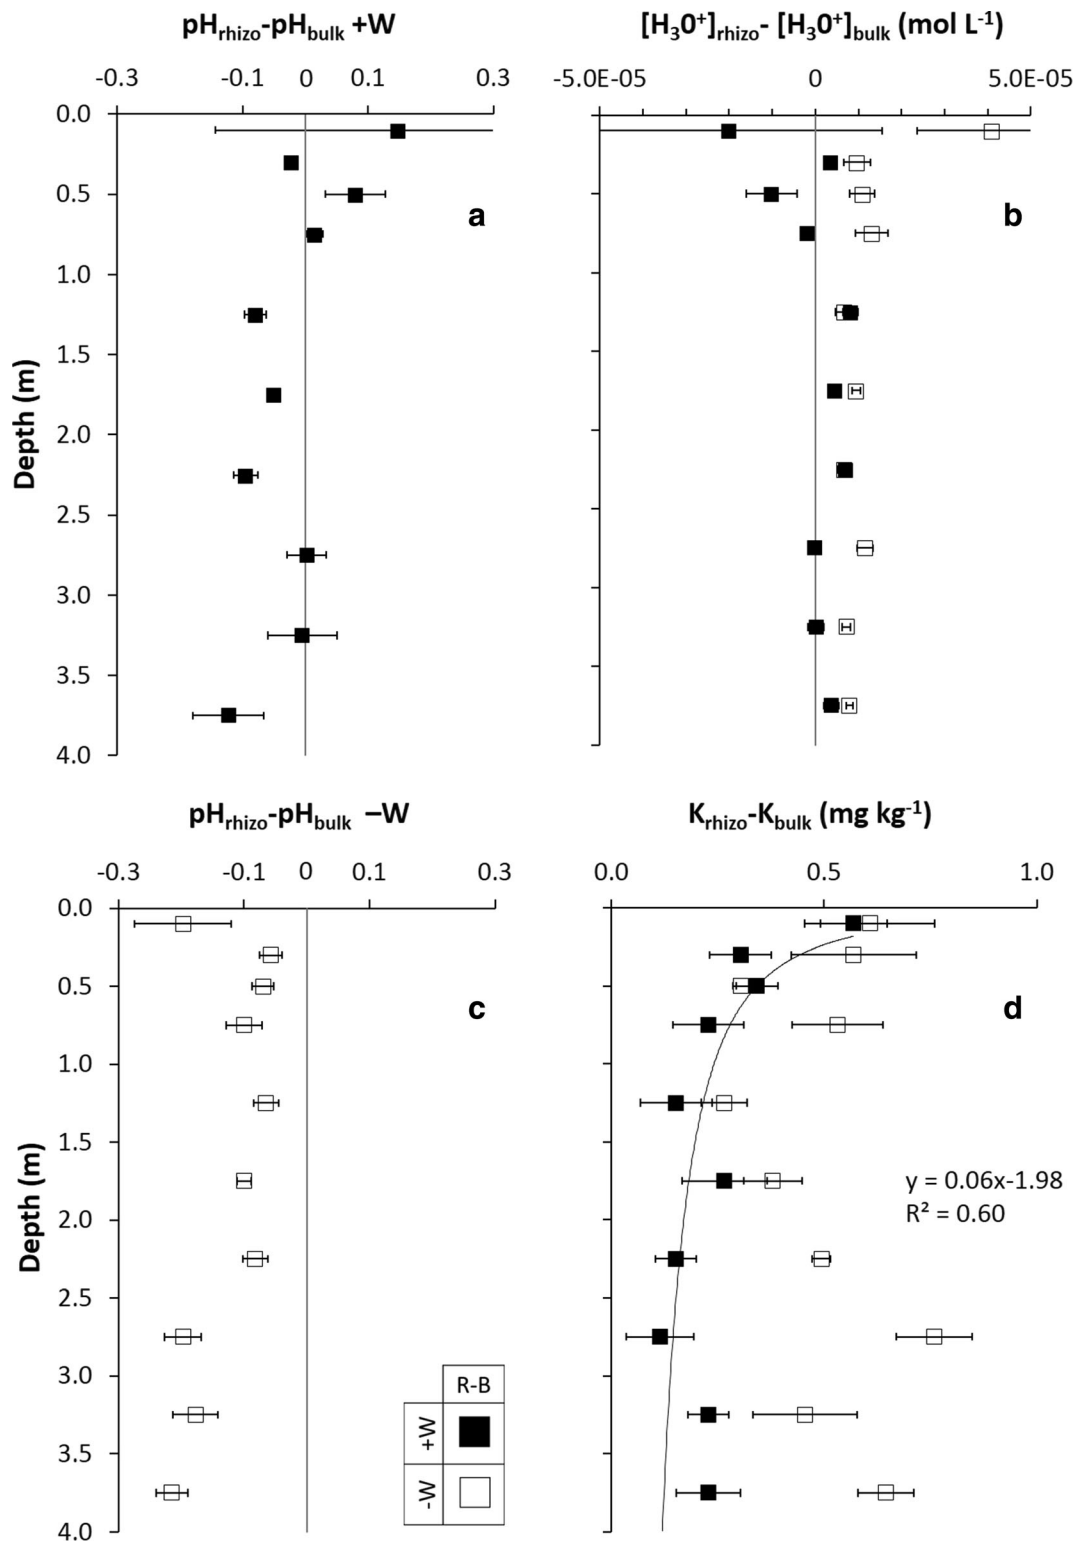 pHrhizo-pHbulk +W
-0.3 -0.1 0 0.1 0.3
0.0
0.5
1.0
1.5
2.0
2.5
3.0
3.5
4.0
Depth (m)
a
[H30+]rhizo- [H30+]bulk (mol L-1)
-5.0E-05 0 5.0E-05
b
pHrhizo-pHbulk –W
-0.3 -0.1 0 0.1 0.3
0.0
0.5
1.0
1.5
2.0
2.5
3.0
3.5
4.0
Depth (m)
c
R-B
+W
-W
Krhizo-Kbulk (mg kg-1)
0.0 0.5 1.0
d
y = 0.06x-1.98
R² = 0.60